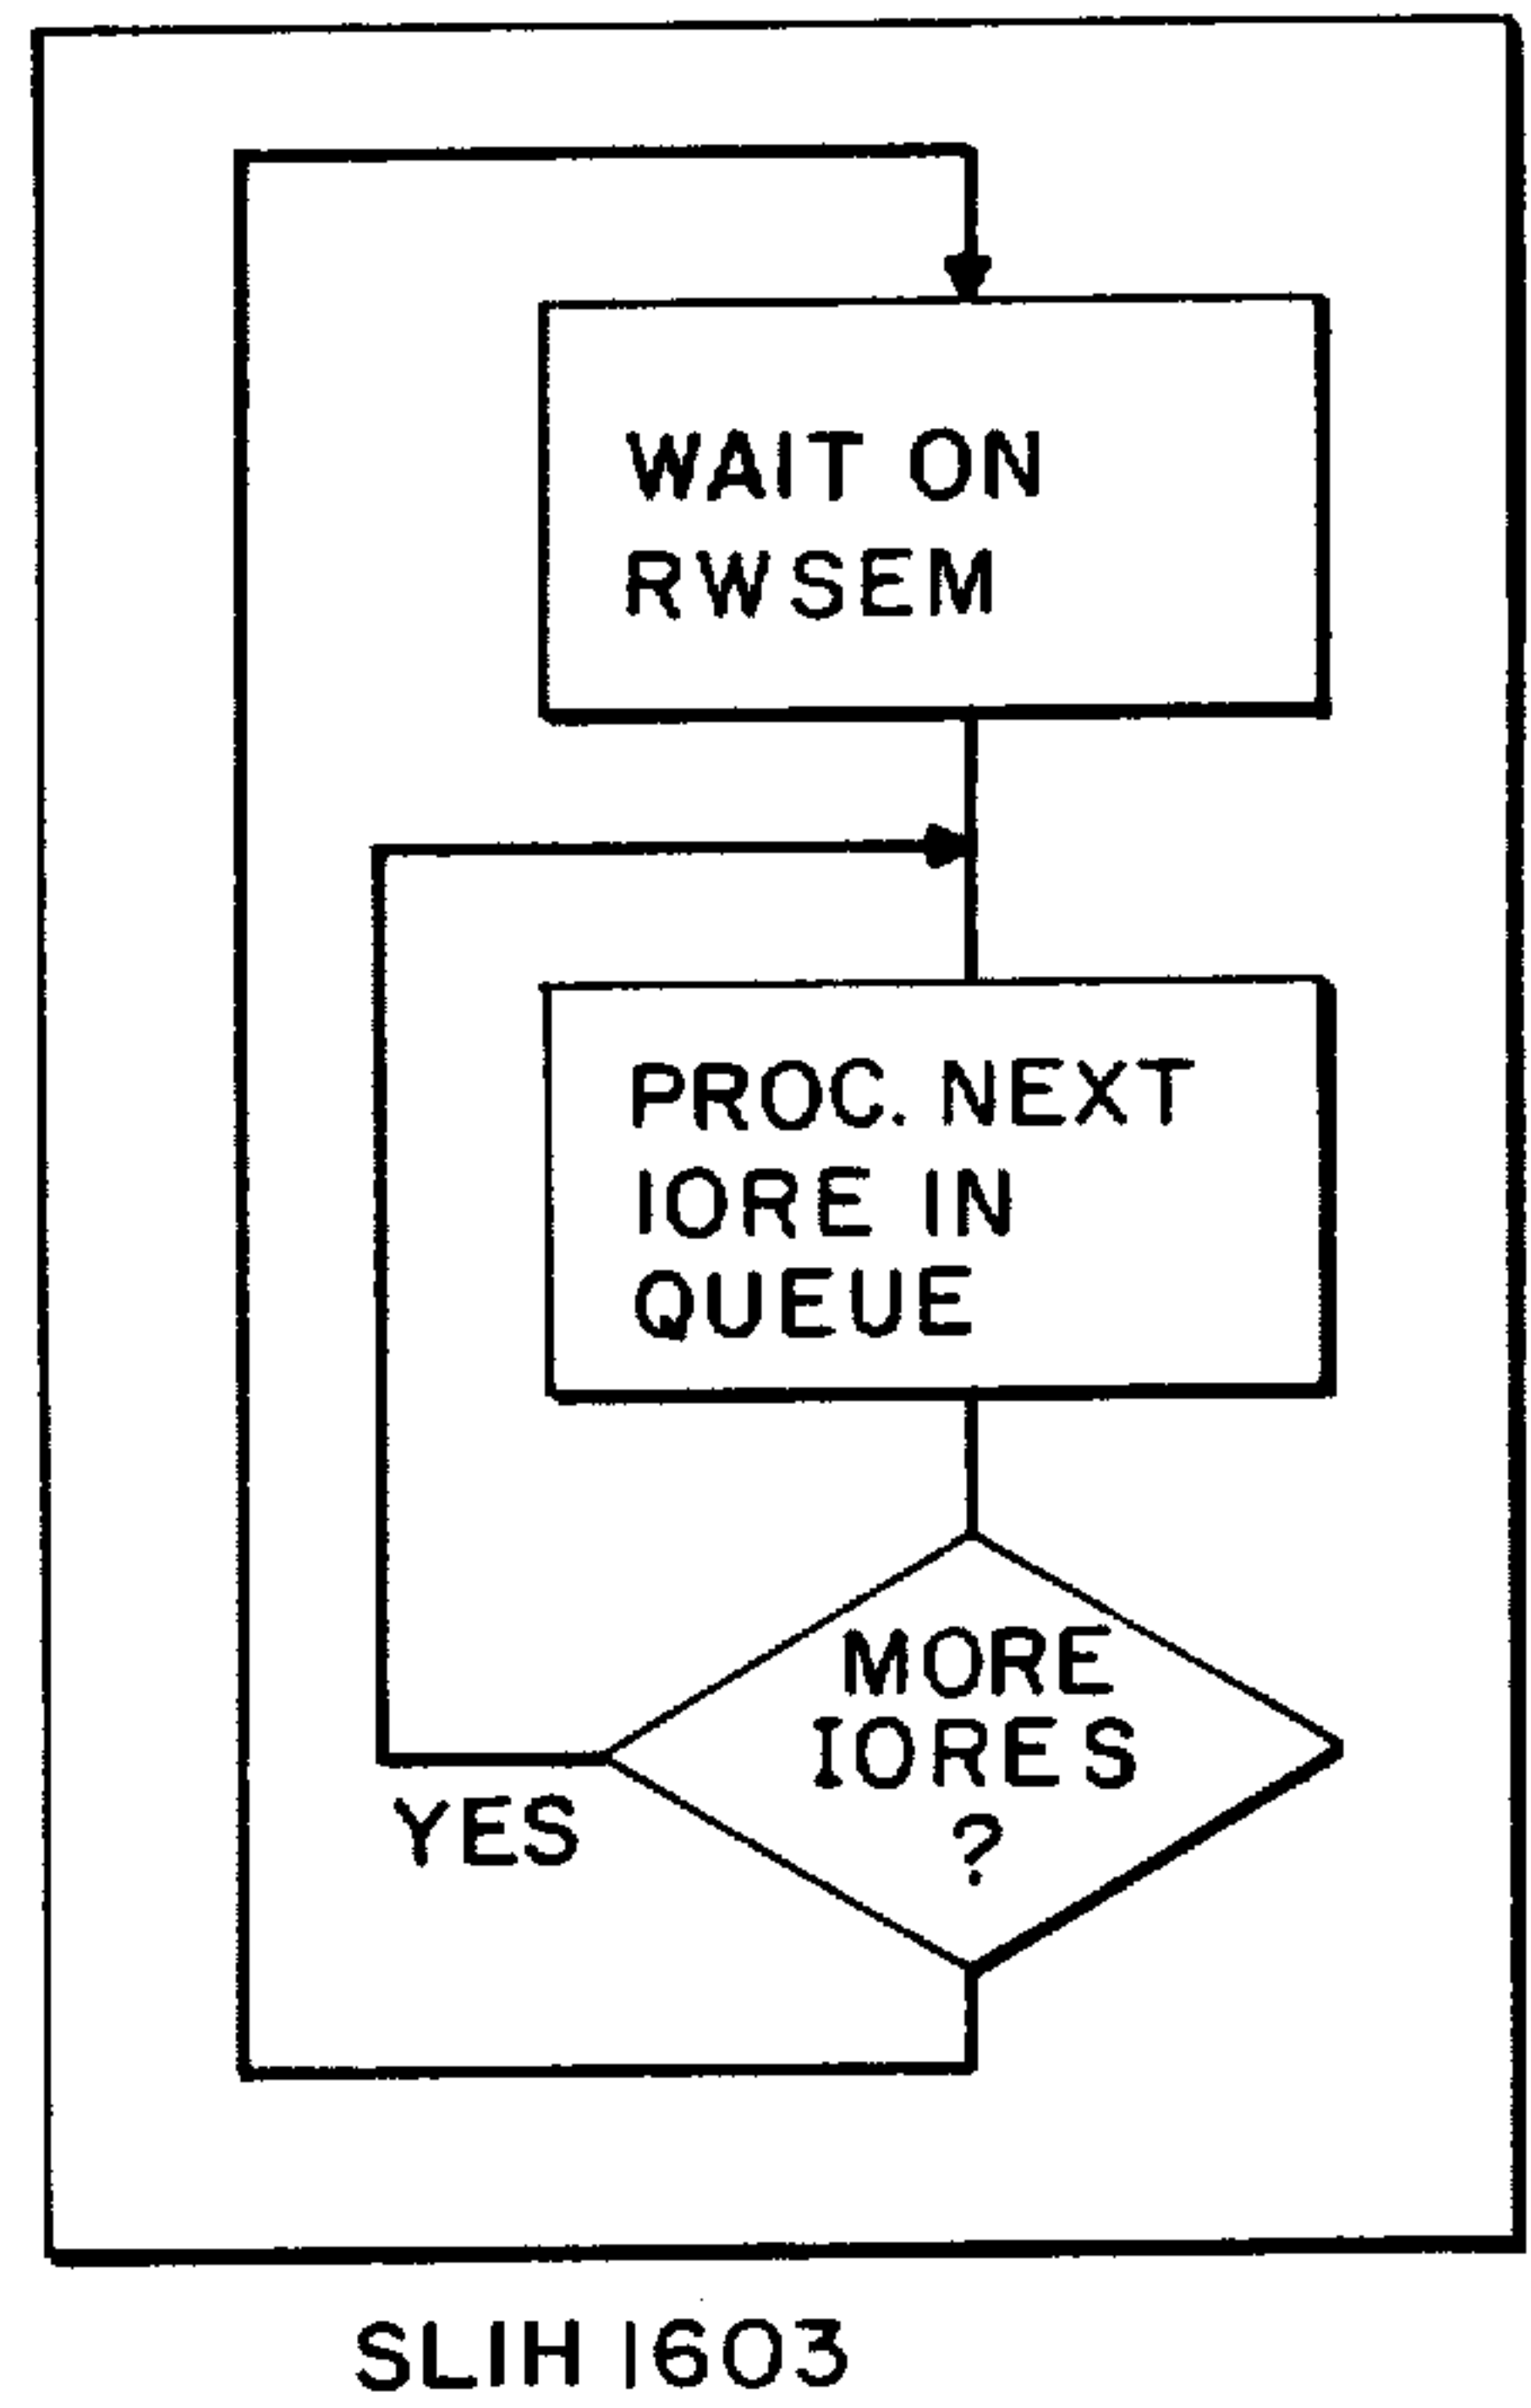 WAIT ON
RWSEM
PROC. NEXT
IORE IN
QUEUE
MORE
IORES
?
YES
SLIH 1603